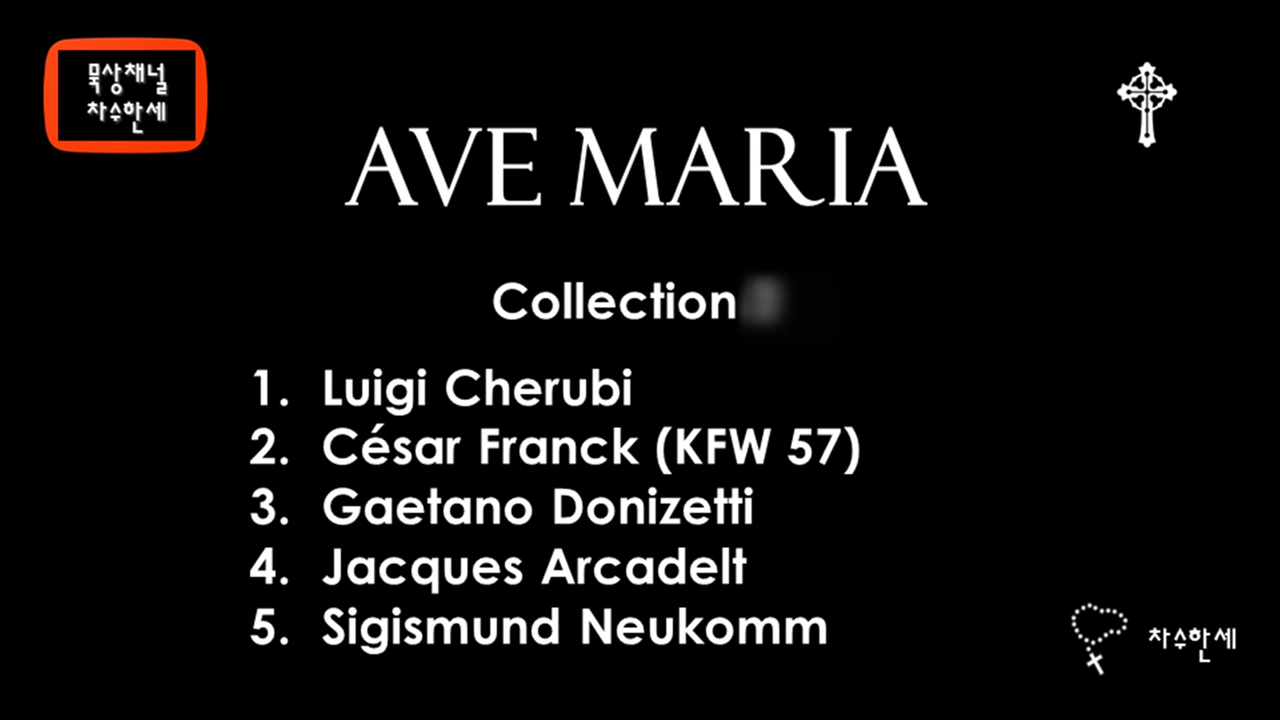 묵상채널
차수한세
AVE MARIA
Collection
1. Luigi Cherubi
2. César Franck (KFW 57)
3. Gaetano Donizetti
4. Jacques Arcadelt
5. Sigismund Neukomm
차수한세